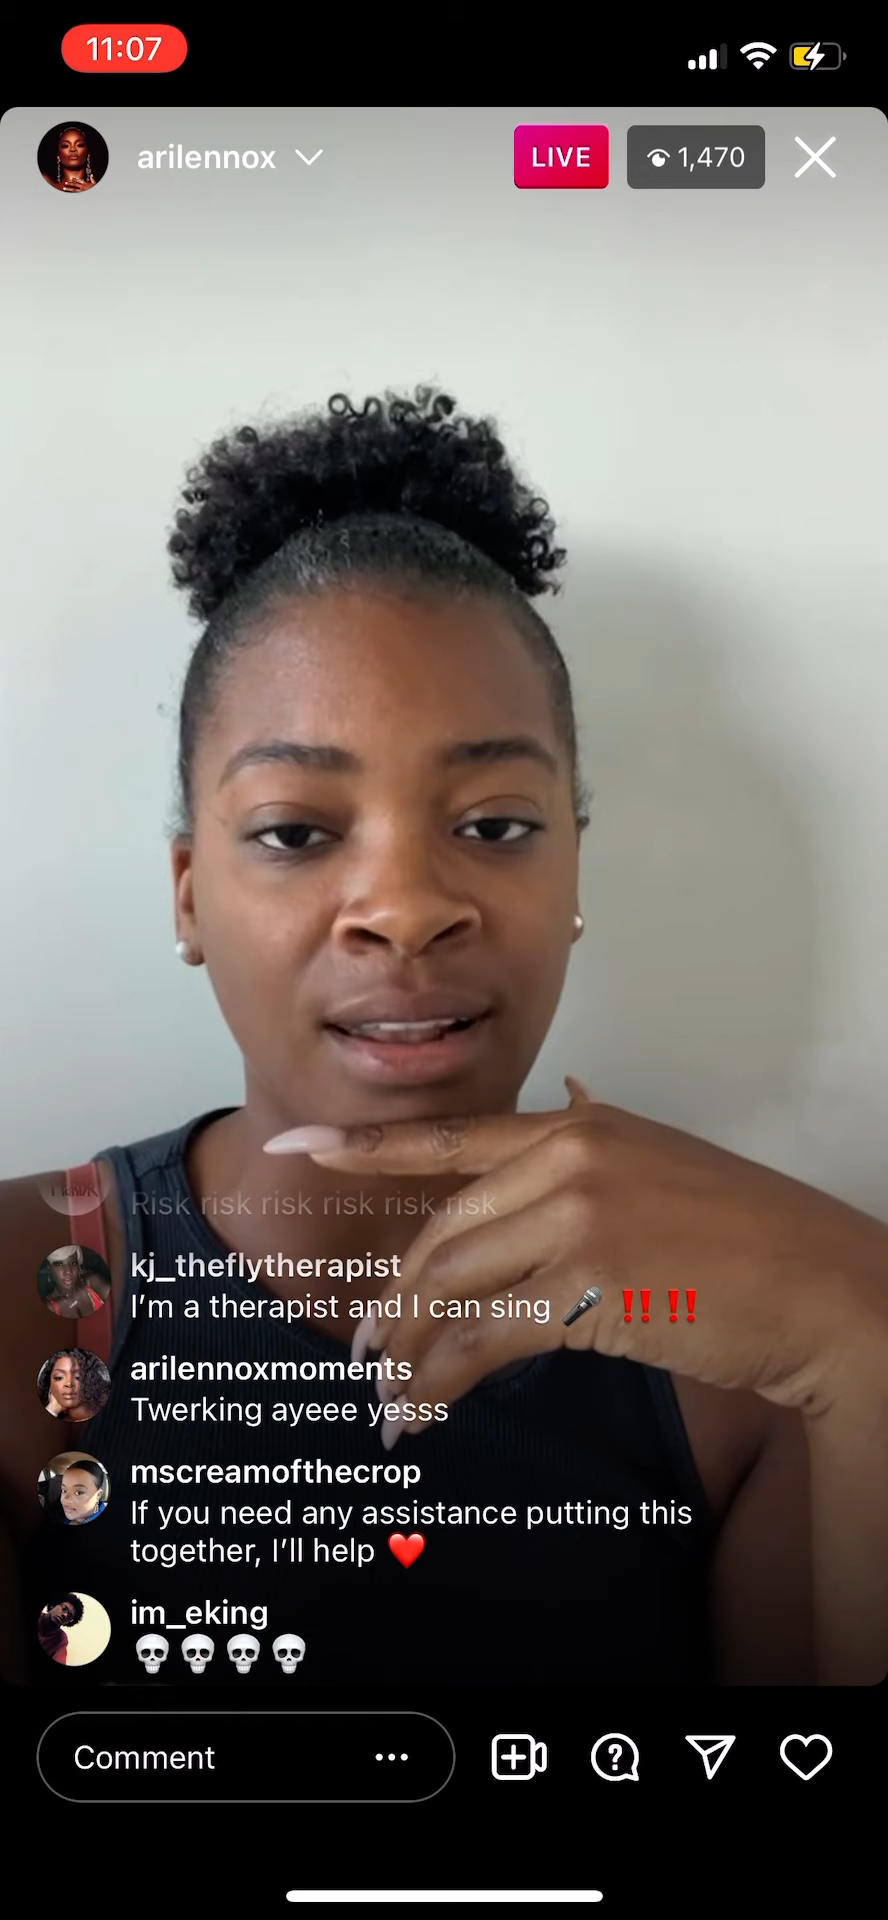 11:07
arilennox
LIVE
1,470
Risk risk risk risk risk risk
kj_theflytherapist
I'm a therapist and I can sing 🎤 ‼️ ‼️
arilennoxmoments
Twerking ayeee yesss
mscreamofthecrop
If you need any assistance putting this
together, I'll help ❤️
im_eking
💀💀💀💀
Comment